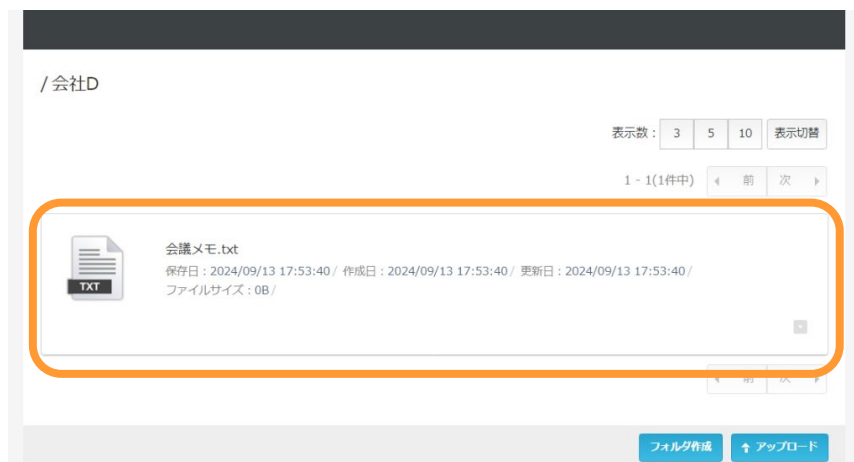 /会社D
表示数： 3 5 10 表示切替
1 - 1(1件中) 前 次
会議メモ.txt
保存日：2024/09/13 17:53:40 / 作成日：2024/09/13 17:53:40 / 更新日：2024/09/13 17:53:40 /
ファイルサイズ：0B /
TXT
前 次
フォルダ作成 アップロード